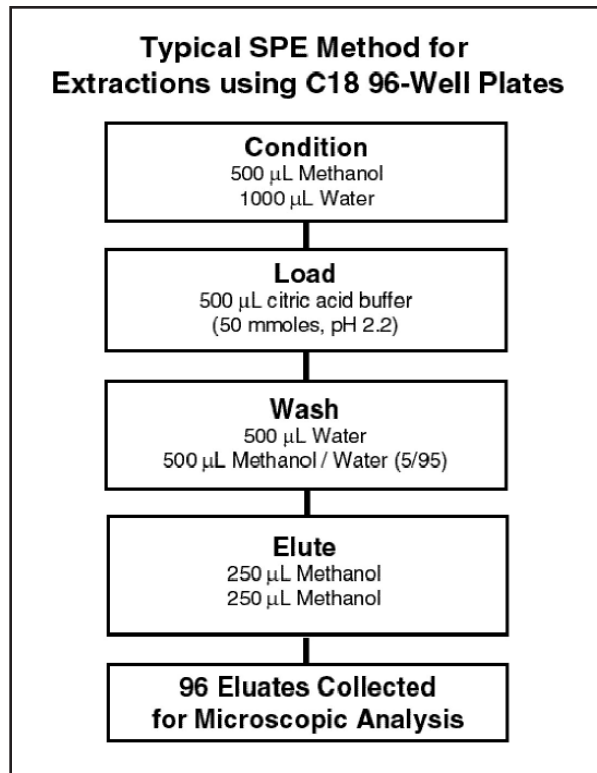 Typical SPE Method for
Extractions using C18 96-Well Plates
Condition
500 µL Methanol
1000 µL Water
Load
500 µL citric acid buffer
(50 mmoles, pH 2.2)
Wash
500 µL Water
500 µL Methanol / Water (5/95)
Elute
250 µL Methanol
250 µL Methanol
96 Eluates Collected
for Microscopic Analysis